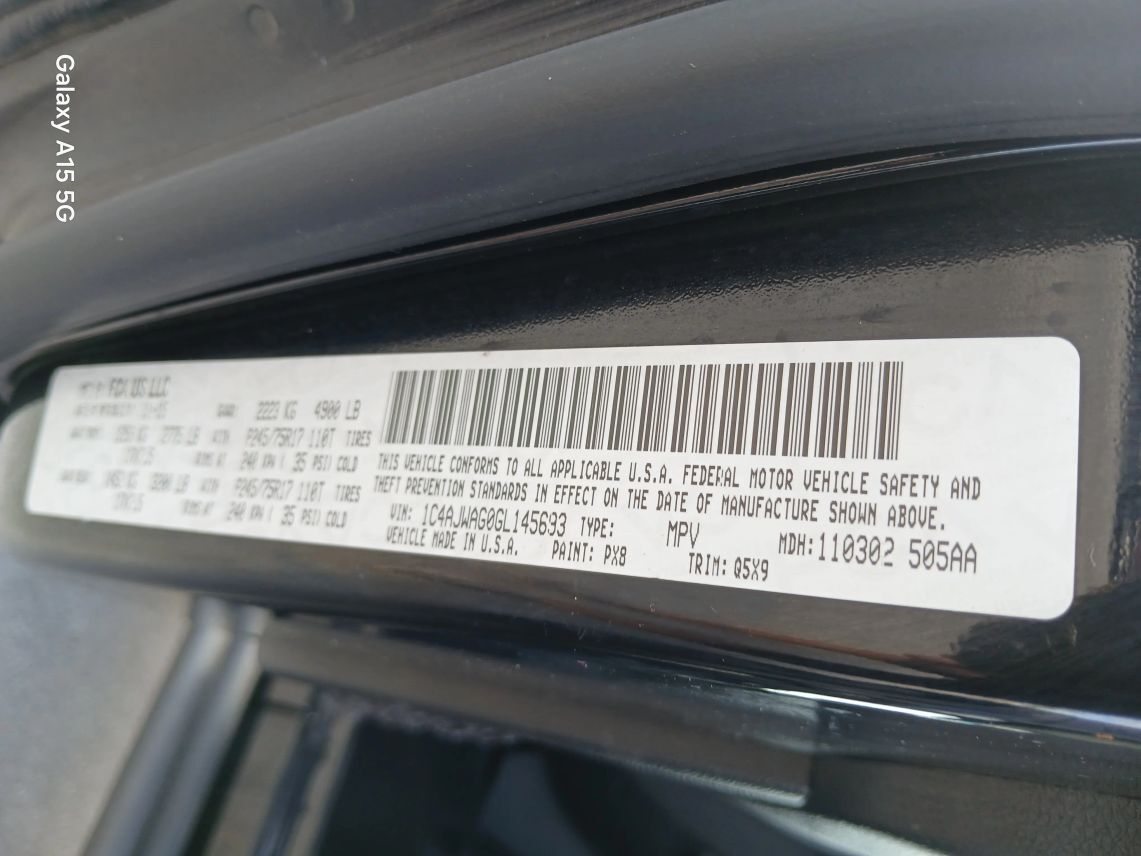 Galaxy A15 5G
FCA US LLC
2223 KG 4900 LB
P245/75R17 110T TIRES
240 KPA ( 35 PSI) COLD
P245/75R17 110T TIRES
240 KPA ( 35 PSI) COLD
THIS VEHICLE CONFORMS TO ALL APPLICABLE U.S.A. FEDERAL MOTOR VEHICLE SAFETY AND
THEFT PREVENTION STANDARDS IN EFFECT ON THE DATE OF MANUFACTURE SHOWN ABOVE.
VIN: 1C4AJWAG0GL145693 TYPE: MPV MDH:110302 505AA
VEHICLE MADE IN U.S.A. PAINT: PX8 TRIM: Q5X9